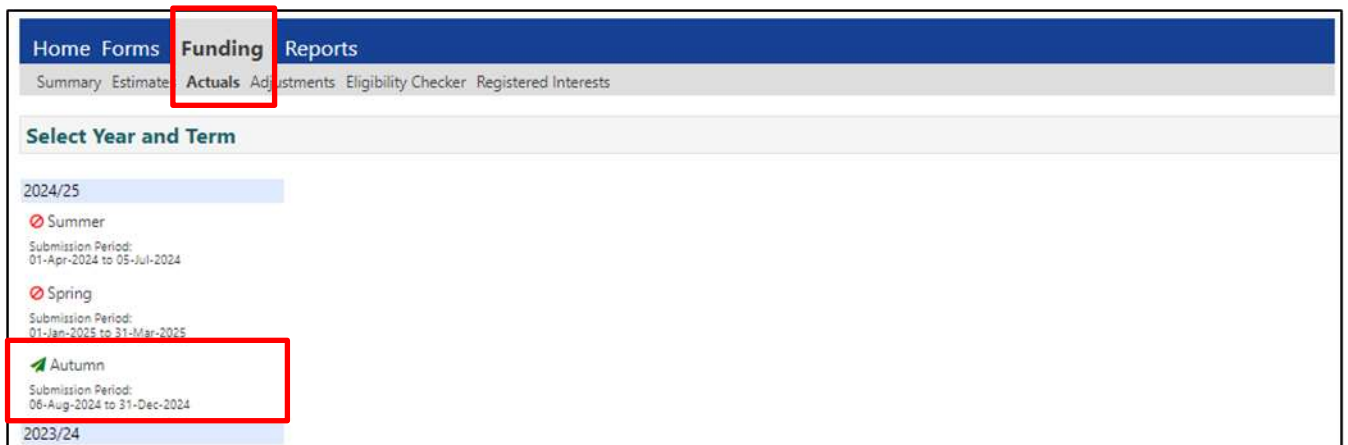 Home Forms Funding Reports
Summary Estimates Actuals Adjustments Eligibility Checker Registered Interests
Select Year and Term
2024/25
Summer
Submission Period:
01-Apr-2024 to 05-Jul-2024
Spring
Submission Period:
01-Jan-2025 to 31-Mar-2025
Autumn
Submission Period:
06-Aug-2024 to 31-Dec-2024
2023/24